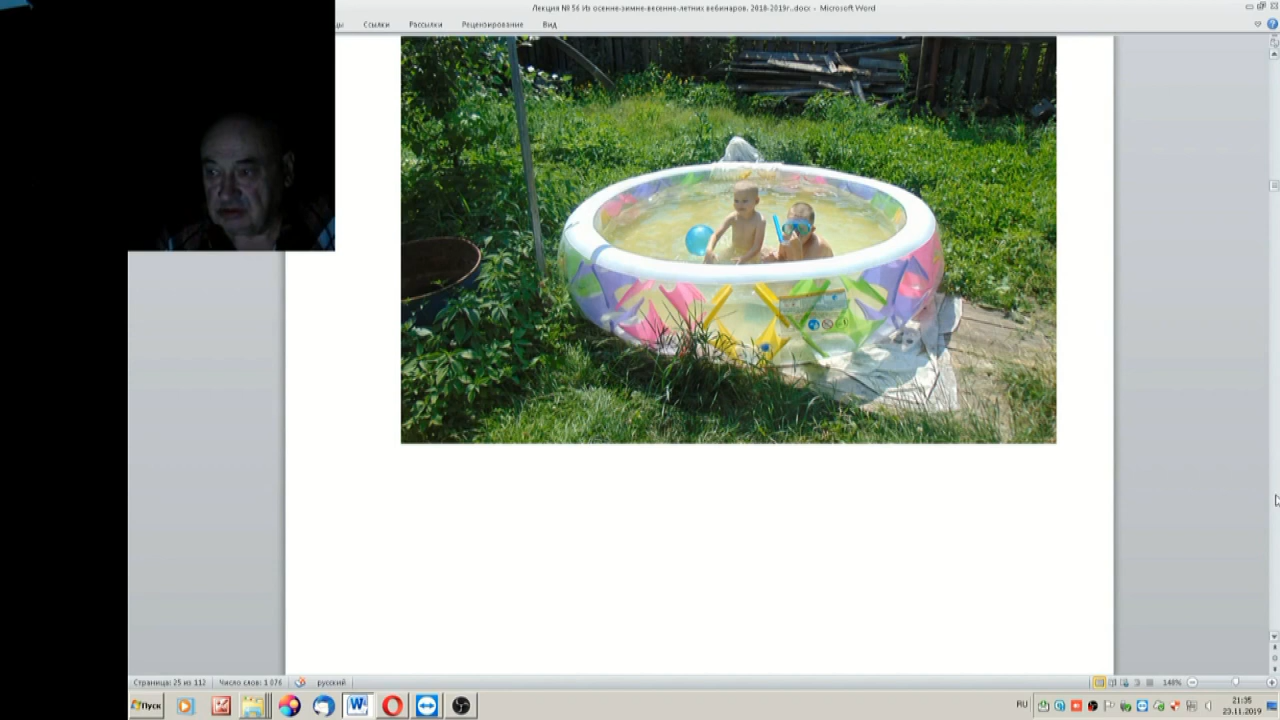 Лекция № 56 Из осенне-зимне-весенне-летних вебинаров. 2018-2019г..docx - Microsoft Word
Ссылки Рассылки Рецензирование Вид
Страница: 25 из 112 Число слов: 1 076 русский 148%
Пуск RU 21:35
23.11.2019